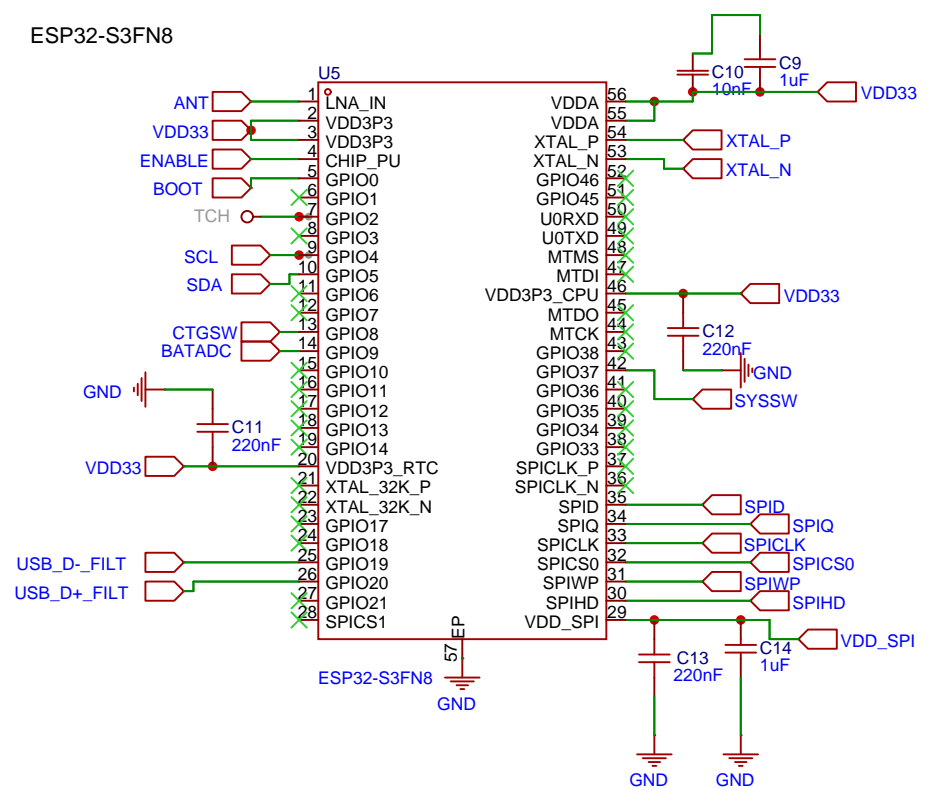 ESP32-S3FN8
U5
ANT
VDD33
ENABLE
BOOT
TCH
SCL
SDA
CTGSW
BATADC
GND
C11
220nF
VDD33
USB_D-_FILT
USB_D+_FILT
1 LNA_IN
2 VDD3P3
3 VDD3P3
4 CHIP_PU
5 GPIO0
6 GPIO1
7 GPIO2
8 GPIO3
9 GPIO4
10 GPIO5
11 GPIO6
12 GPIO7
13 GPIO8
14 GPIO9
15 GPIO10
16 GPIO11
17 GPIO12
18 GPIO13
19 GPIO14
20 VDD3P3_RTC
21 XTAL_32K_P
22 XTAL_32K_N
23 GPIO17
24 GPIO18
25 GPIO19
26 GPIO20
27 GPIO21
28 SPICS1
VDDA 56
VDDA 55
XTAL_P 54
XTAL_N 53
GPIO46 52
GPIO45 51
U0RXD 50
U0TXD 49
MTMS 48
MTDI 47
VDD3P3_CPU 46
MTDO 45
MTCK 44
GPIO38 43
GPIO37 42
GPIO36 41
GPIO35 40
GPIO34 39
GPIO33 38
SPICLK_P 37
SPICLK_N 36
SPID 35
SPIQ 34
SPICLK 33
SPICS0 32
SPIWP 31
SPIHD 30
VDD_SPI 29
EP
57
ESP32-S3FN8
GND
C10
10nF
C9
1uF
VDD33
XTAL_P
XTAL_N
VDD33
C12
220nF
GND
SYSSW
SPID
SPIQ
SPICLK
SPICS0
SPIWP
SPIHD
VDD_SPI
C13
220nF
C14
1uF
GND
GND